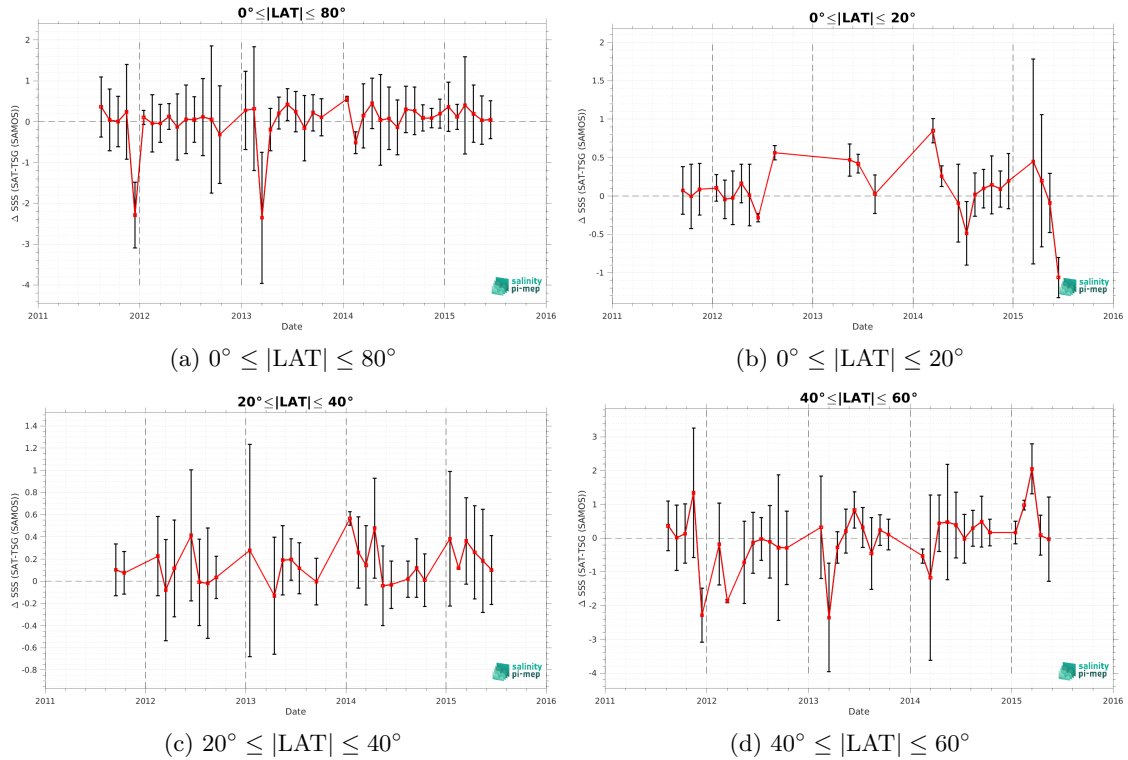 0°≤|LAT|≤ 80°
Δ SSS (SAT-TSG (SAMOS))
2
1
0
-1
-2
-3
-4
2011 2012 2013 2014 2015 2016
Date
salinity
pi-mep
(a) 0° ≤ |LAT| ≤ 80°
0°≤|LAT|≤ 20°
Δ SSS (SAT-TSG (SAMOS))
2
1.5
1
0.5
0
-0.5
-1
2011 2012 2013 2014 2015 2016
Date
salinity
pi-mep
(b) 0° ≤ |LAT| ≤ 20°
20°≤|LAT|≤ 40°
Δ SSS (SAT-TSG (SAMOS))
1.4
1.2
1
0.8
0.6
0.4
0.2
0
-0.2
-0.4
-0.6
-0.8
2011 2012 2013 2014 2015 2016
Date
salinity
pi-mep
(c) 20° ≤ |LAT| ≤ 40°
40°≤|LAT|≤ 60°
Δ SSS (SAT-TSG (SAMOS))
3
2
1
0
-1
-2
-3
-4
2011 2012 2013 2014 2015 2016
Date
salinity
pi-mep
(d) 40° ≤ |LAT| ≤ 60°